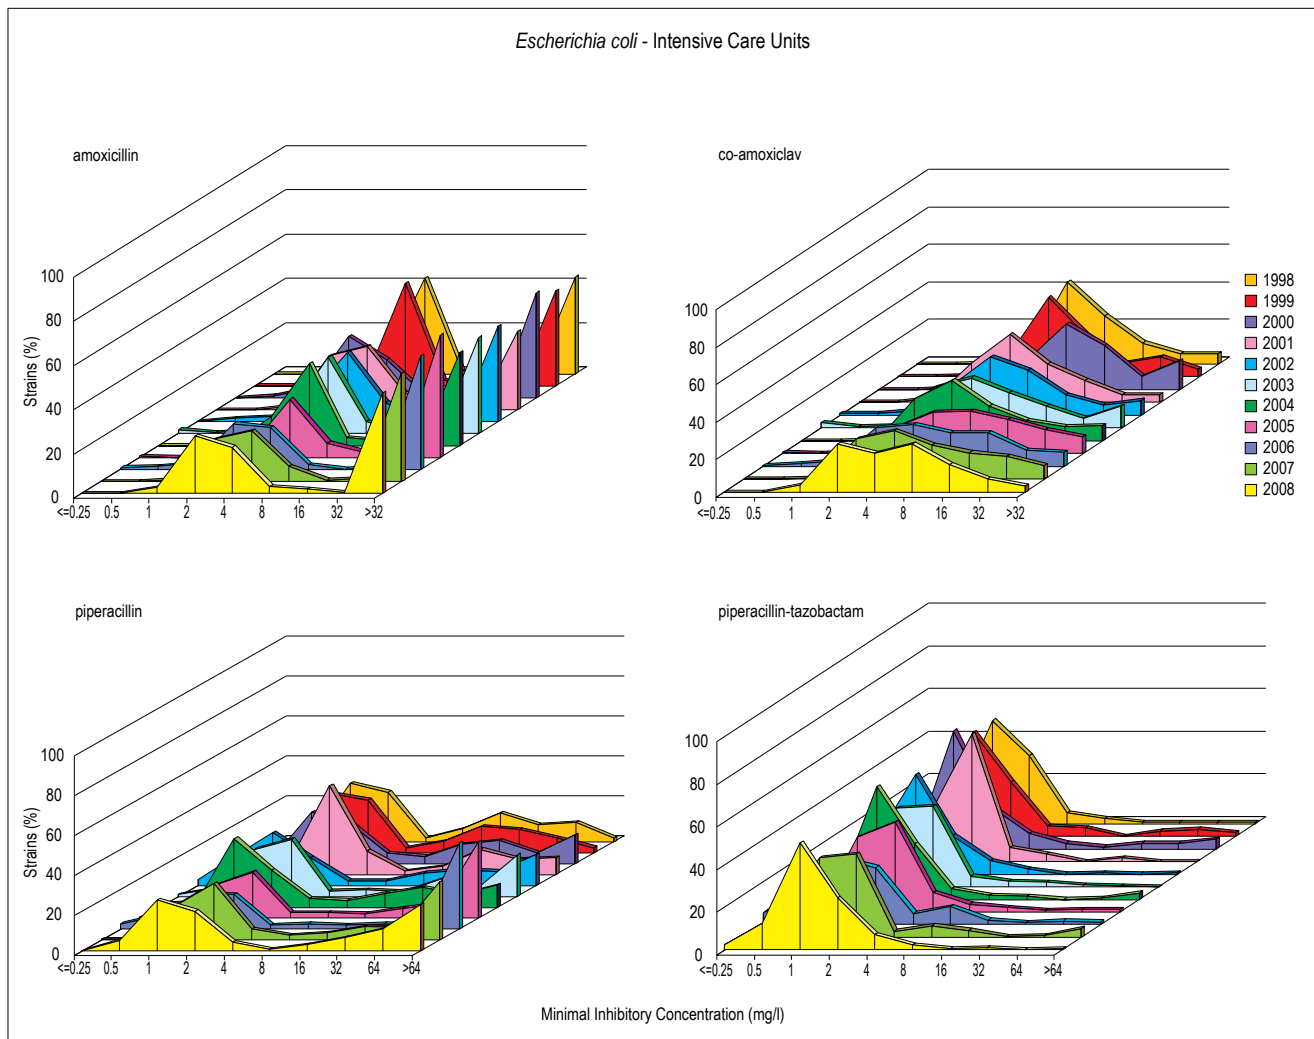 Escherichia coli - Intensive Care Units
amoxicillin
co-amoxiclav
Strains (%)
100
80
60
40
20
0
<=0.25 0.5 1 2 4 8 16 32 >32
100
80
60
40
20
0
<=0.25 0.5 1 2 4 8 16 32 >32
1998
1999
2000
2001
2002
2003
2004
2005
2006
2007
2008
piperacillin
piperacillin-tazobactam
Strains (%)
100
80
60
40
20
0
<=0.25 0.5 1 2 4 8 16 32 64 >64
100
80
60
40
20
0
<=0.25 0.5 1 2 4 8 16 32 64 >64
Minimal Inhibitory Concentration (mg/l)